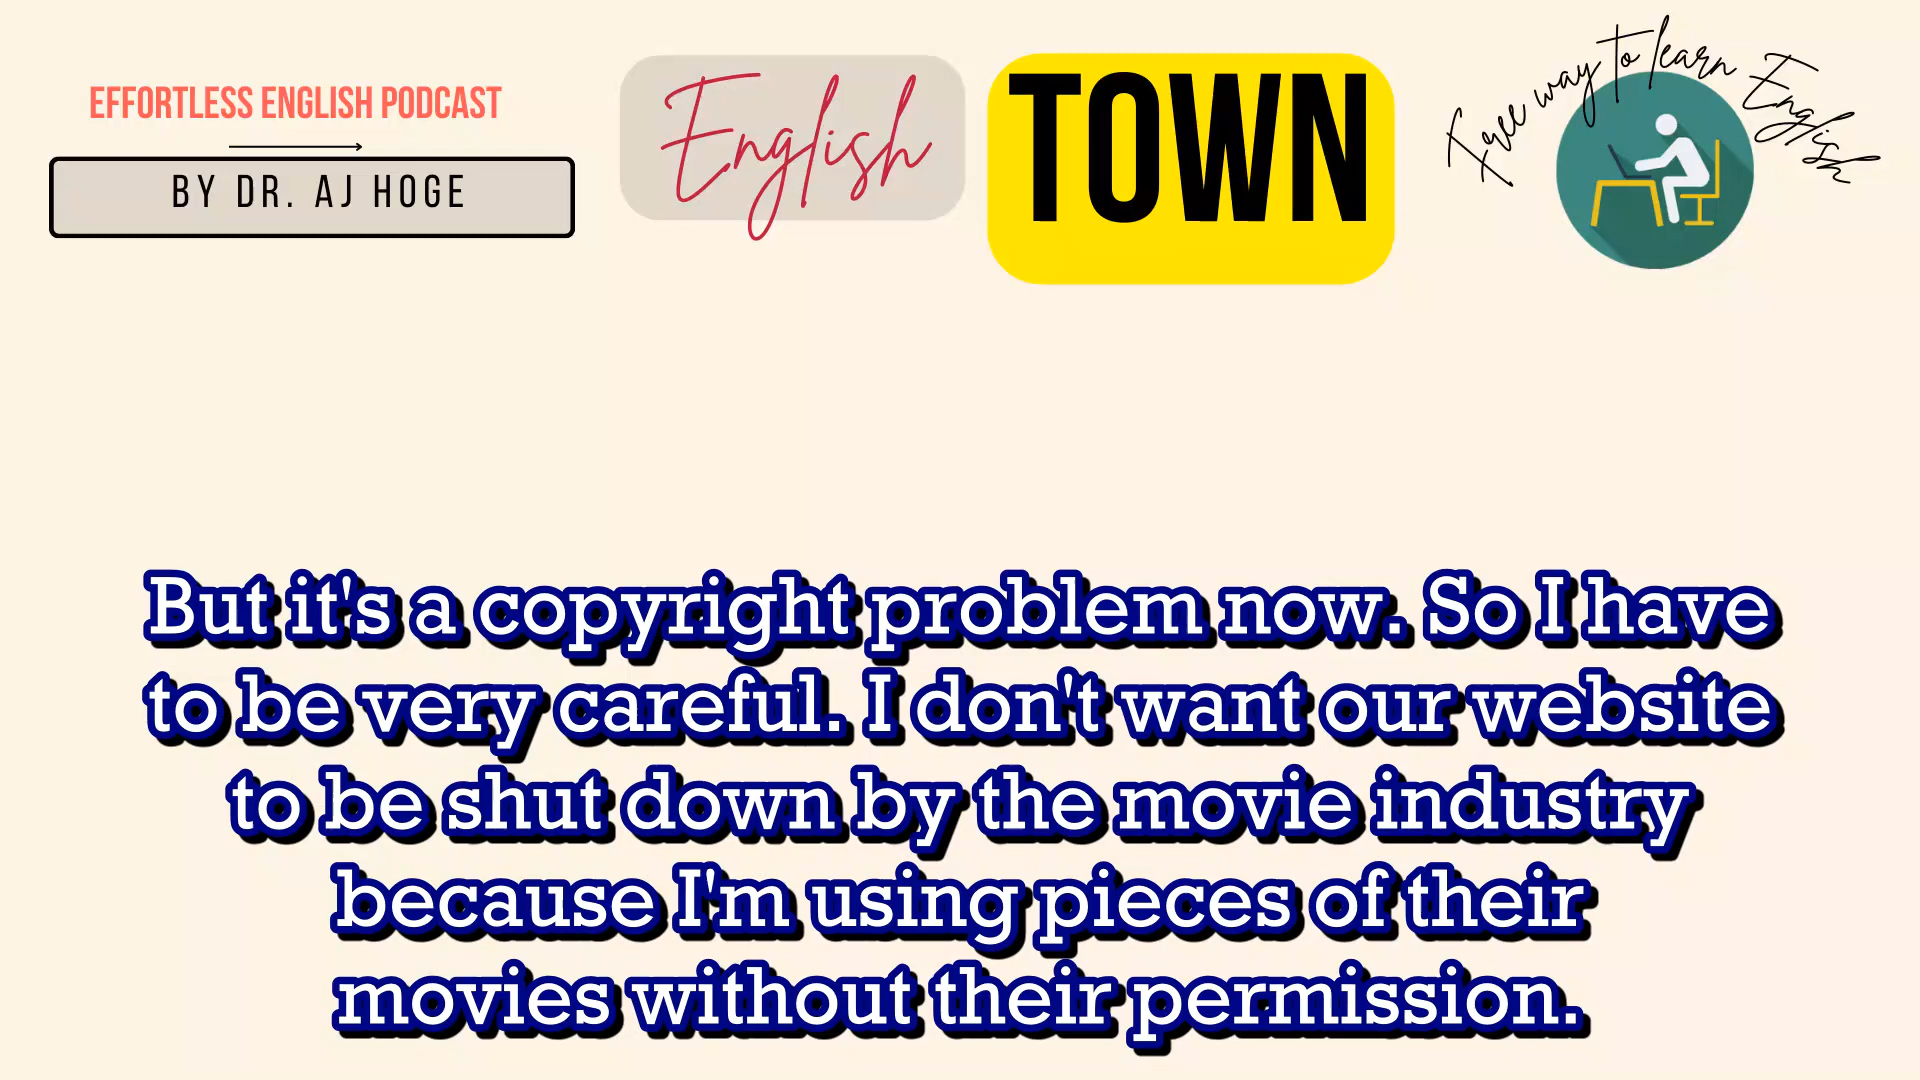 EFFORTLESS ENGLISH PODCAST
BY DR. AJ HOGE
English
TOWN
Free way to learn English
But it's a copyright problem now. So I have
to be very careful. I don't want our website
to be shut down by the movie industry
because I'm using pieces of their
movies without their permission.